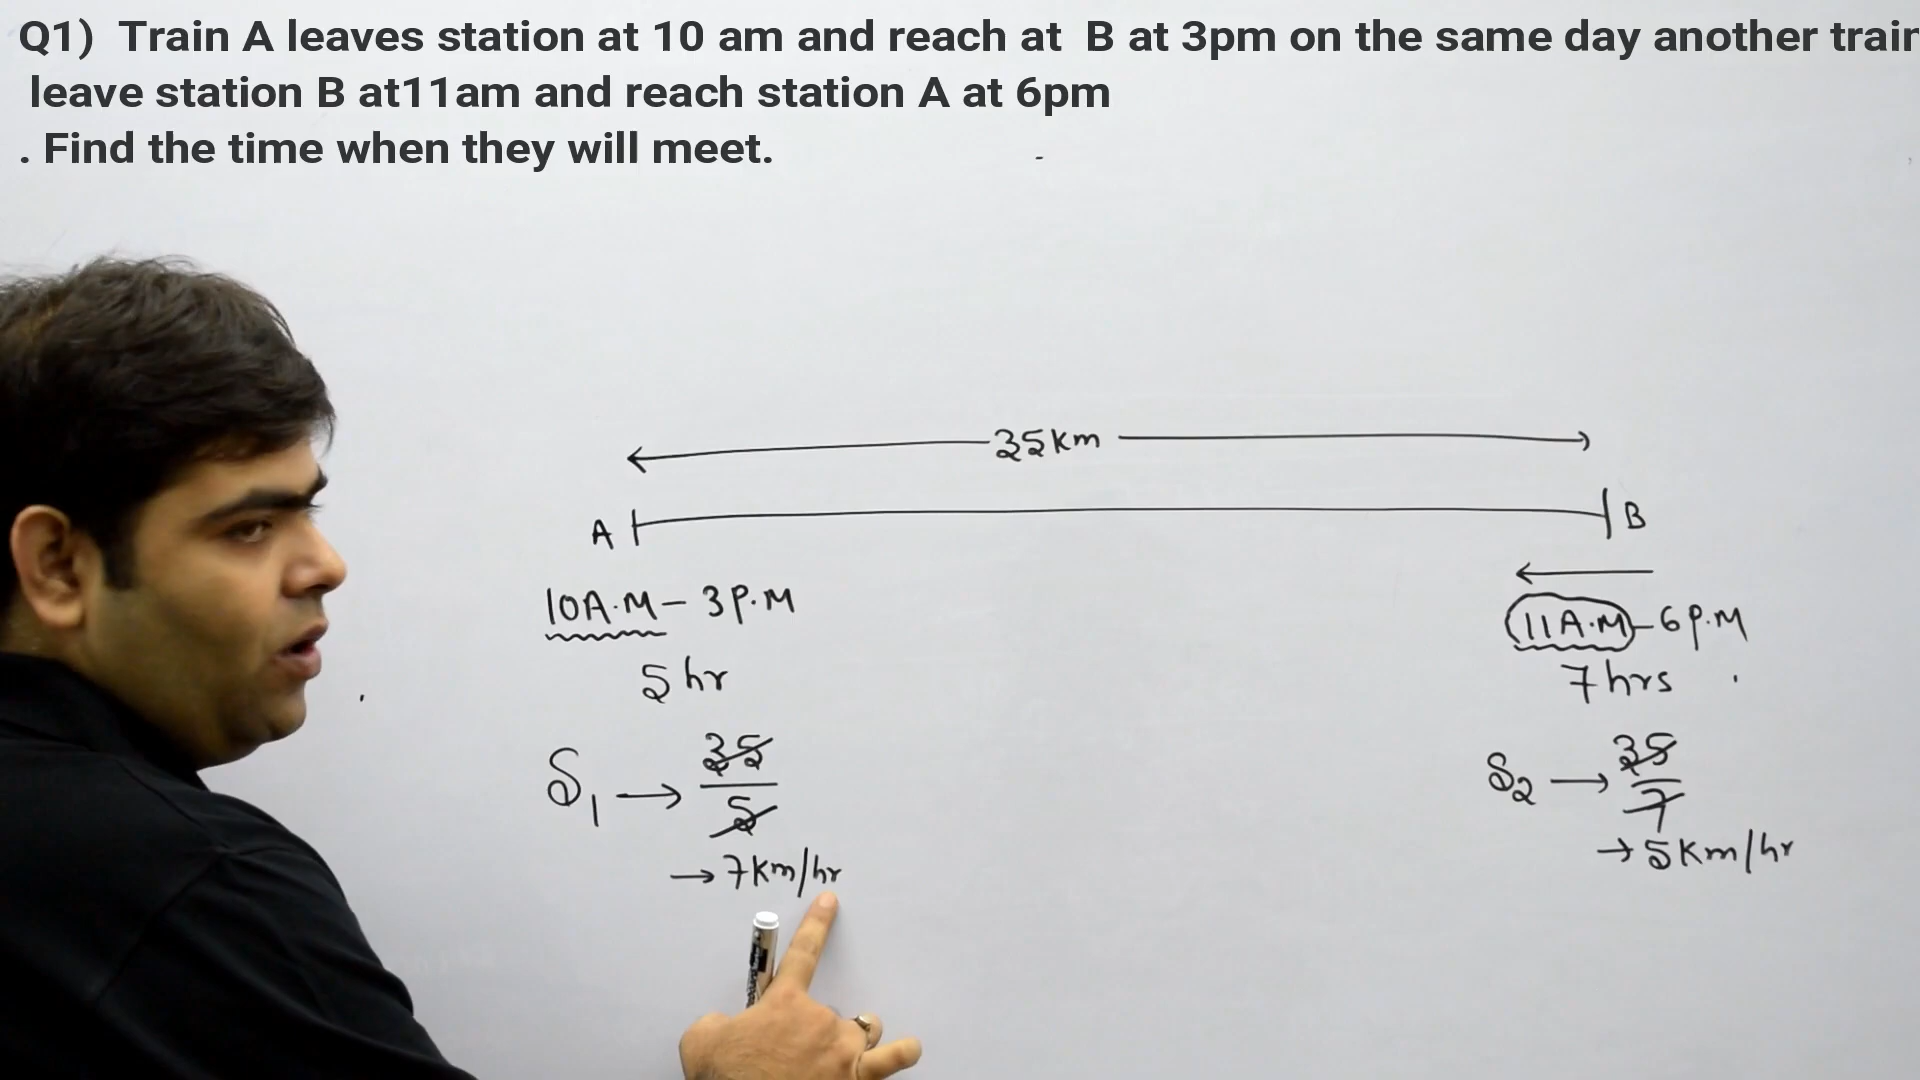 Q1) Train A leaves station at 10 am and reach at B at 3pm on the same day another train
leave station B at11am and reach station A at 6pm
. Find the time when they will meet.
35km
A B
10A.M - 3P.M
11A.M - 6P.M
5hr
7hrs
S1 → 35/5
S2 → 35/7
→ 7km/hr
→ 5km/hr